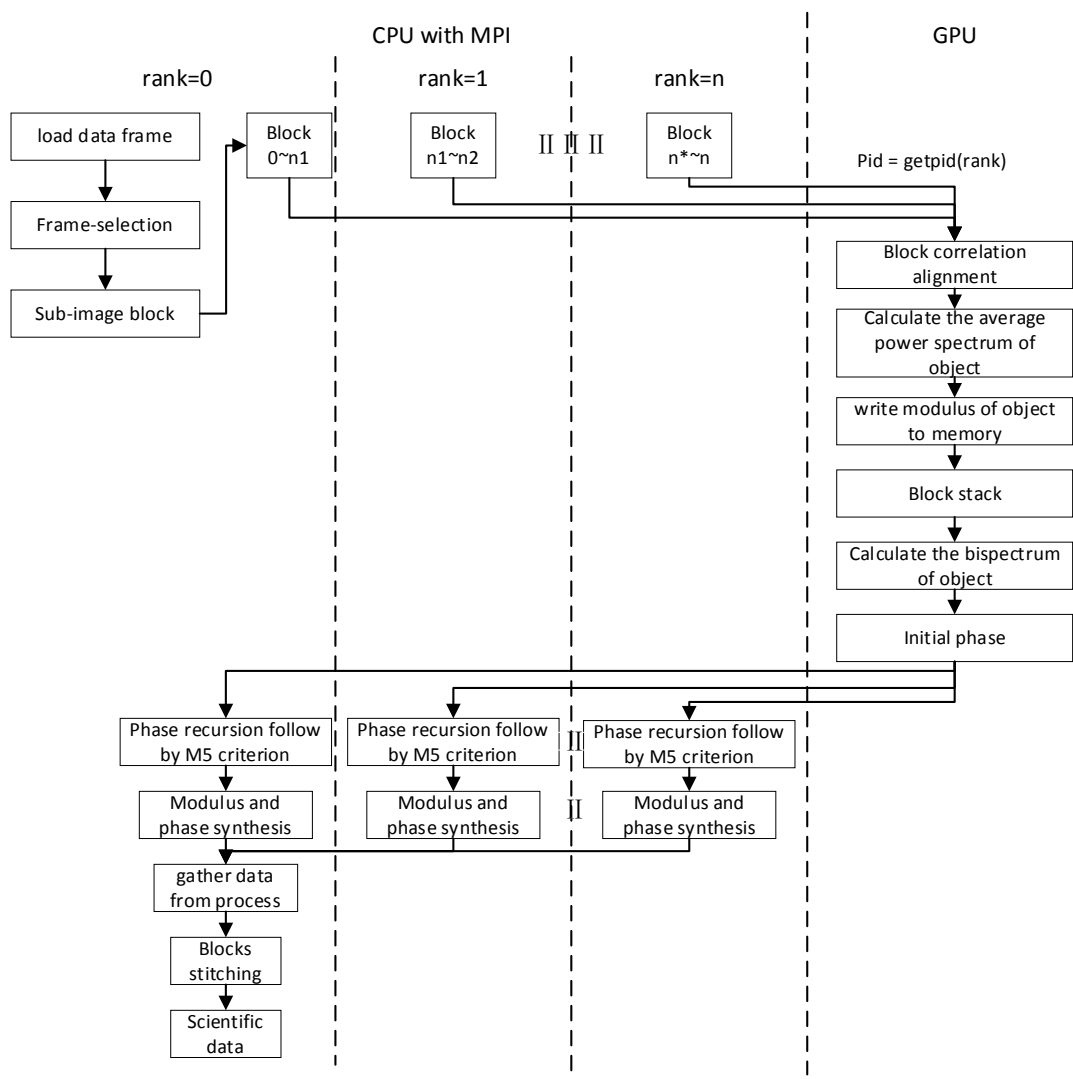 CPU with MPI
GPU
rank=0
rank=1
rank=n
load data frame
Frame-selection
Sub-image block
Block
0~n1
Block
n1~n2
II II II
Block
n*~n
Pid = getpid(rank)
Block correlation
alignment
Calculate the average
power spectrum of
object
write modulus of object
to memory
Block stack
Calculate the bispectrum
of object
Initial phase
Phase recursion follow
by M5 criterion
Phase recursion follow
by M5 criterion
II
Phase recursion follow
by M5 criterion
Modulus and
phase synthesis
Modulus and
phase synthesis
II
Modulus and
phase synthesis
gather data
from process
Blocks
stitching
Scientific
data